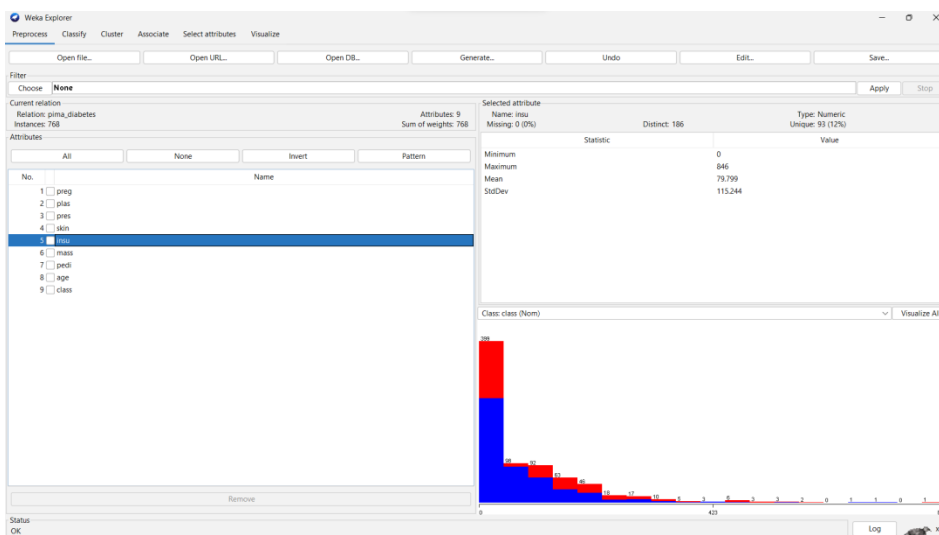 Weka Explorer
Preprocess Classify Cluster Associate Select attributes Visualize
Open file... Open URL... Open DB... Generate... Undo Edit... Save...
Filter
Choose None Apply Stop
Current relation
Relation: pima_diabetes Attributes: 9
Instances: 768 Sum of weights: 768
Attributes
All None Invert Pattern
No. Name
1 preg
2 plas
3 pres
4 skin
5 insu
6 mass
7 pedi
8 age
9 class
Remove
Selected attribute
Name: insu Type: Numeric
Missing: 0 (0%) Distinct: 186 Unique: 93 (12%)
Statistic Value
Minimum 0
Maximum 846
Mean 79.799
StdDev 115.244
Class: class (Nom) Visualize All
92
63
46
18 17 10 5 3 6 3 3 2 0 1 1 0 1
0 423
Status
OK Log x